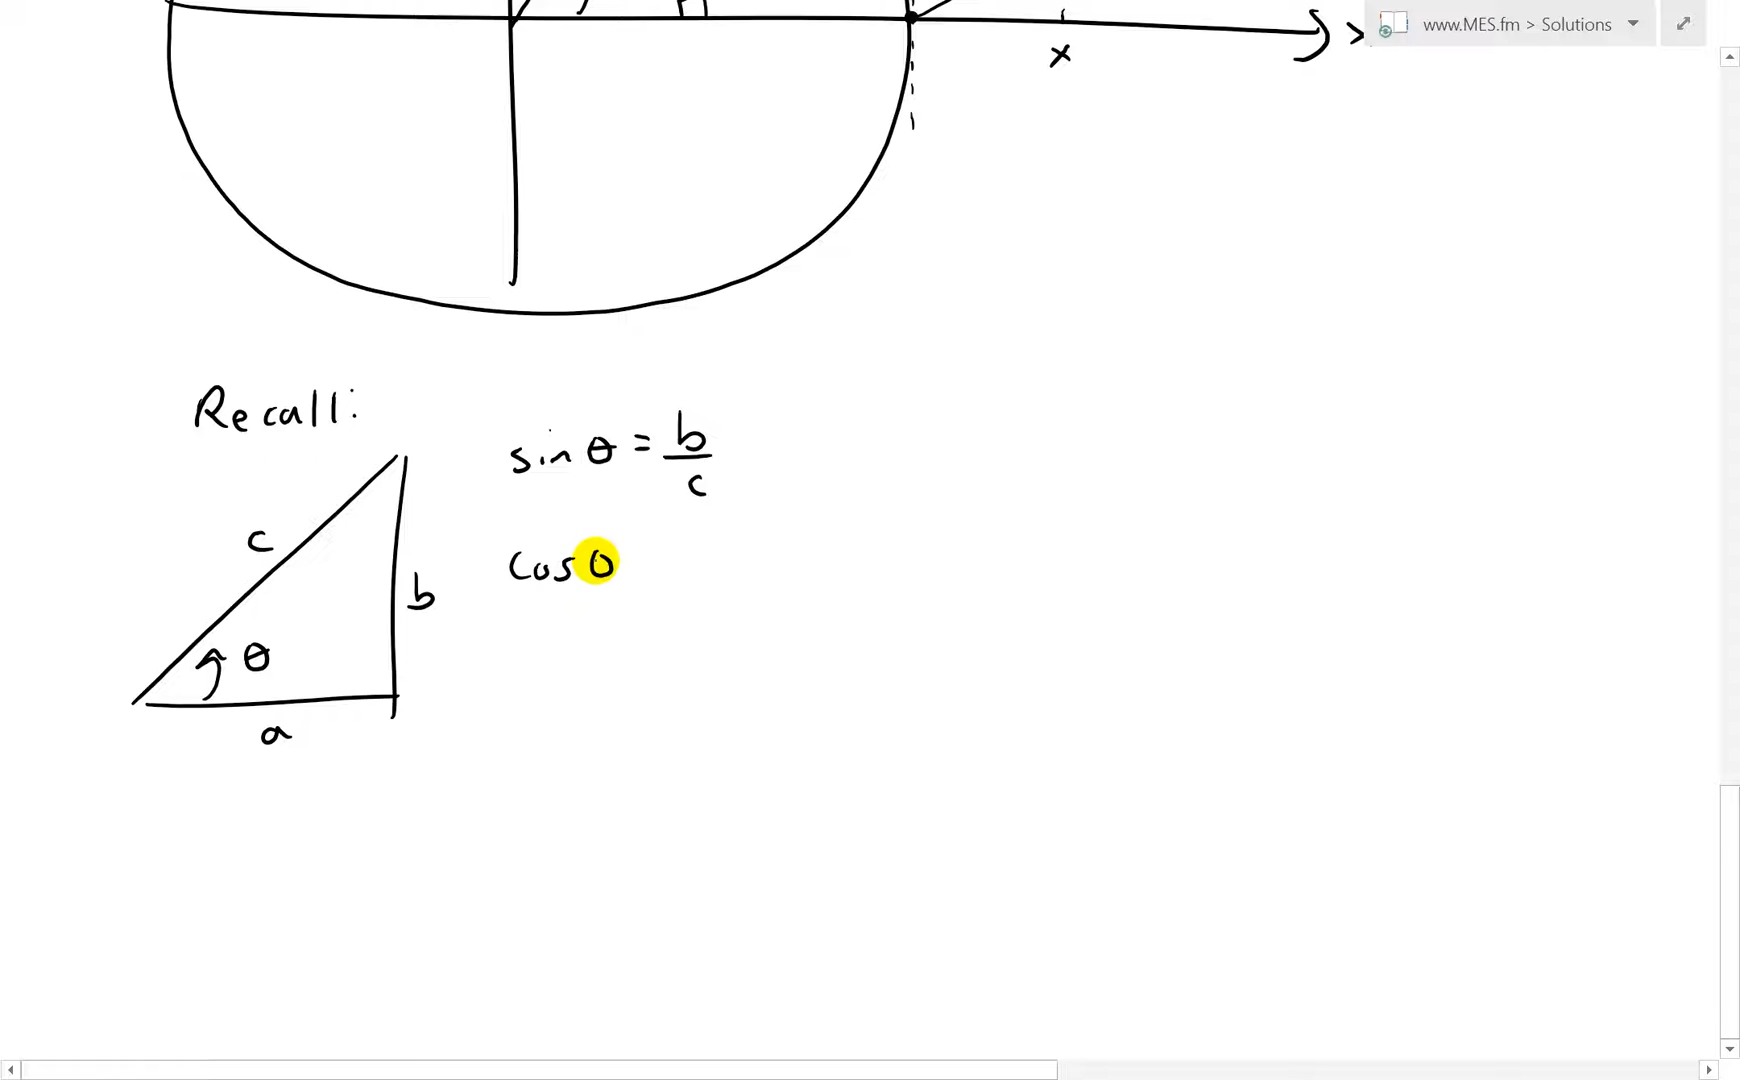 www.MES.fm > Solutions
x
Recall:
sin θ = b/c
cos θ
c
b
θ
a